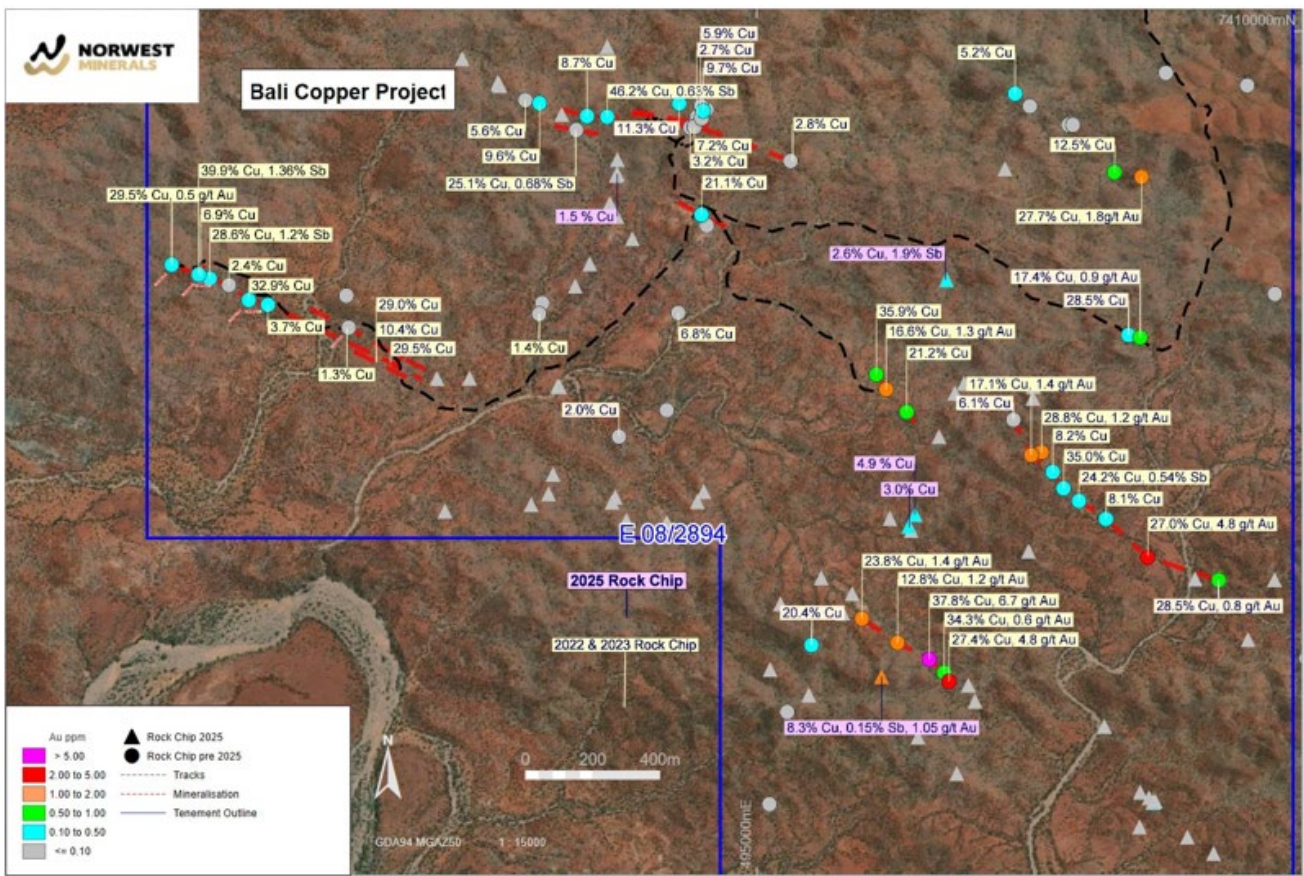 NORWEST
MINERALS
Bali Copper Project
7410000mN
5.9% Cu
2.7% Cu
9.7% Cu
8.7% Cu
46.2% Cu, 0.63% Sb
5.2% Cu
5.6% Cu
11.3% Cu
2.8% Cu
9.6% Cu
7.2% Cu
3.2% Cu
12.5% Cu
39.9% Cu, 1.36% Sb
25.1% Cu, 0.68% Sb
21.1% Cu
29.5% Cu, 0.5 g/t Au
6.9% Cu
1.5 % Cu
27.7% Cu, 1.8g/t Au
28.6% Cu, 1.2% Sb
2.6% Cu, 1.9% Sb
2.4% Cu
17.4% Cu, 0.9 g/t Au
32.9% Cu
29.0% Cu
28.5% Cu
3.7% Cu
10.4% Cu
35.9% Cu
16.6% Cu, 1.3 g/t Au
6.8% Cu
29.5% Cu
1.4% Cu
21.2% Cu
1.3% Cu
17.1% Cu, 1.4 g/t Au
2.0% Cu
6.1% Cu
28.8% Cu, 1.2 g/t Au
8.2% Cu
35.0% Cu
4.9 % Cu
24.2% Cu, 0.54% Sb
3.0% Cu
8.1% Cu
27.0% Cu, 4.8 g/t Au
E 08/2894
23.8% Cu, 1.4 g/t Au
2025 Rock Chip
12.8% Cu, 1.2 g/t Au
37.8% Cu, 6.7 g/t Au
28.5% Cu, 0.8 g/t Au
20.4% Cu
34.3% Cu, 0.6 g/t Au
27.4% Cu, 4.8 g/t Au
2022 & 2023 Rock Chip
8.3% Cu, 0.15% Sb, 1.05 g/t Au
Au ppm
> 5.00
2.00 to 5.00
1.00 to 2.00
0.50 to 1.00
0.10 to 0.50
<= 0.10
Rock Chip 2025
Rock Chip pre 2025
Tracks
Mineralisation
Tenement Outline
N
0 200 400m
GDA94 MGAZ50 1 : 15000
495000mE